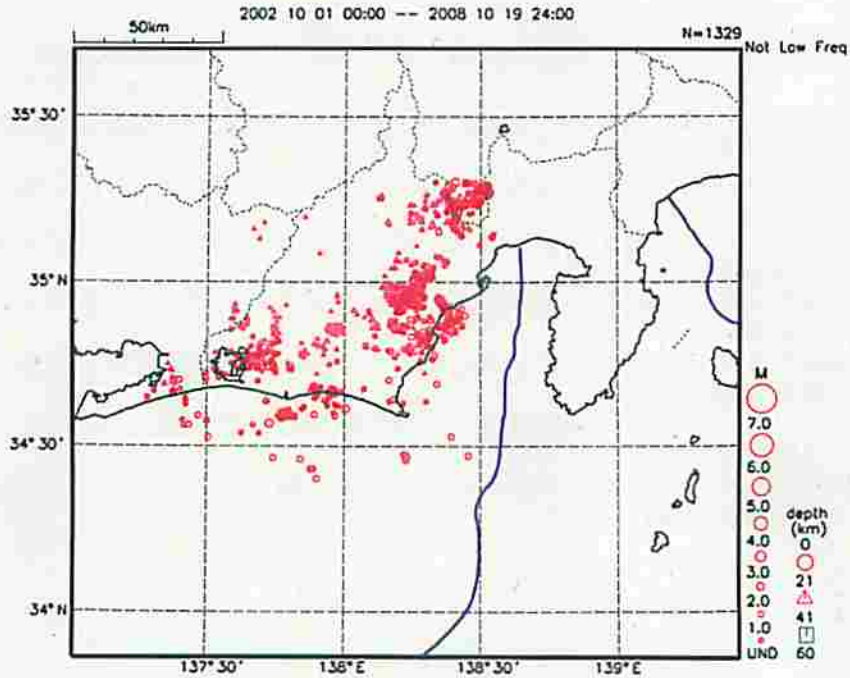 2002 10 01 00:00 -- 2008 10 19 24:00
50km
N=1329
Not Low Freq
35°30'
35°N
34°30'
34°N
137°30'
138°E
138°30'
139°E
M
7.0
6.0
5.0
4.0
3.0
2.0
1.0
UND
depth
(km)
0
21
41
60